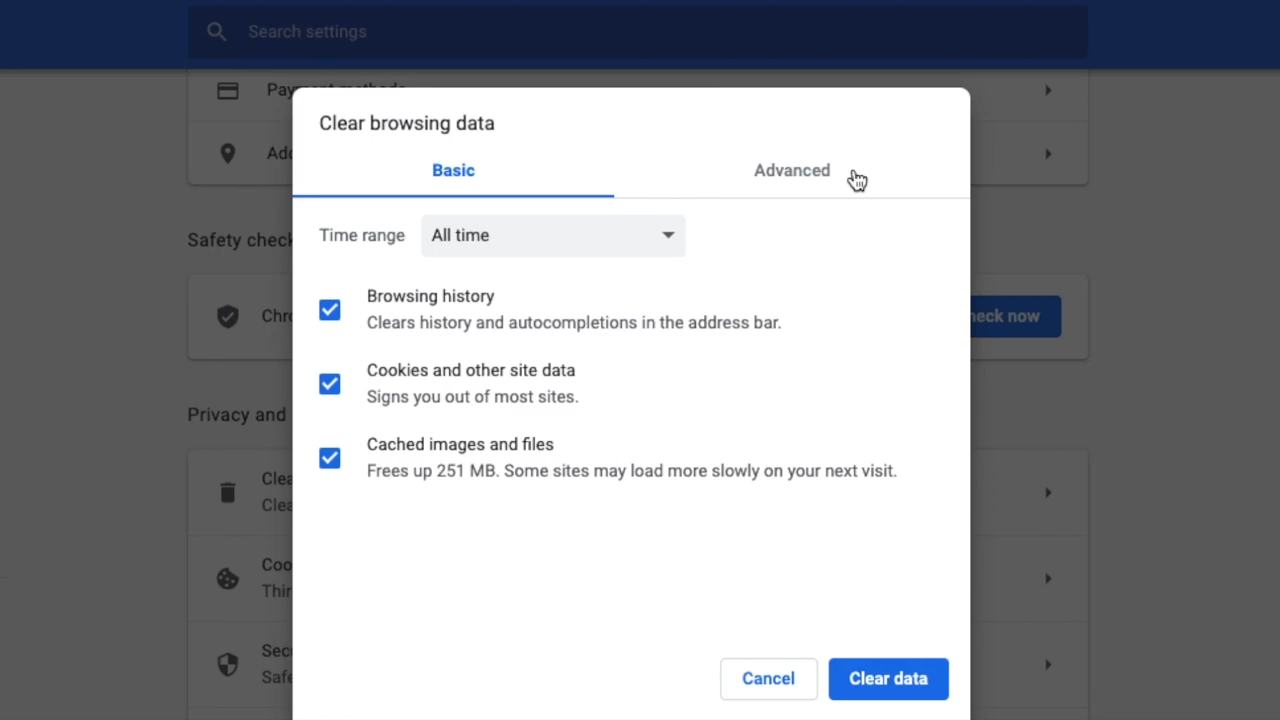 Search settings
Clear browsing data
Basic
Advanced
Safety check
Time range
All time
Browsing history
Clears history and autocompletions in the address bar.
Cookies and other site data
Signs you out of most sites.
Cached images and files
Frees up 251 MB. Some sites may load more slowly on your next visit.
now
Privacy and
Cancel
Clear data